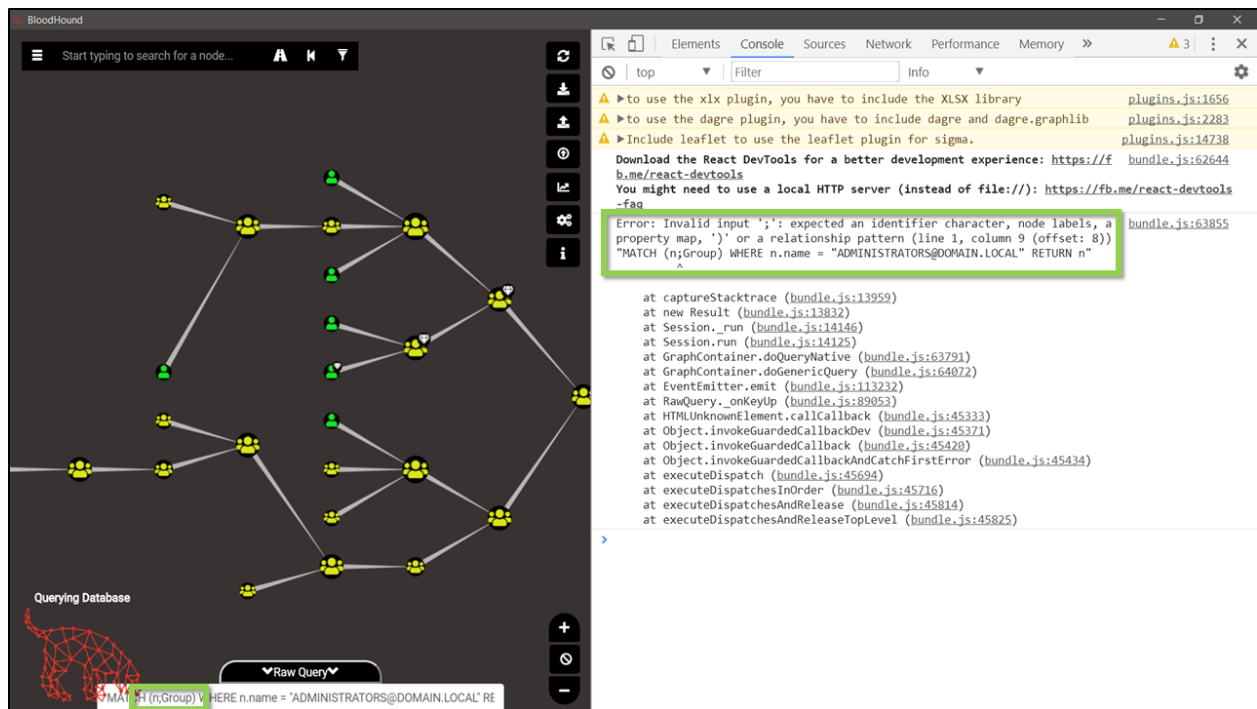 BloodHound
Start typing to search for a node...
Querying Database
Raw Query
"MATCH (n;Group) WHERE n.name = "ADMINISTRATORS@DOMAIN.LOCAL" RE
Elements Console Sources Network Performance Memory » 3
top Filter Info
to use the xlx plugin, you have to include the XLSX library plugins.js:1656
to use the dagre plugin, you have to include dagre and dagre.graphlib plugins.js:2283
Include leaflet to use the leaflet plugin for sigma. plugins.js:14738
Download the React DevTools for a better development experience: https://f bundle.js:62644
b.me/react-devtools
You might need to use a local HTTP server (instead of file://): https://fb.me/react-devtools
-faq
Error: Invalid input ';': expected an identifier character, node labels, a bundle.js:63855
property map, ')' or a relationship pattern (line 1, column 9 (offset: 8))
"MATCH (n;Group) WHERE n.name = "ADMINISTRATORS@DOMAIN.LOCAL" RETURN n"
^
at captureStacktrace (bundle.js:13959)
at new Result (bundle.js:13832)
at Session._run (bundle.js:14146)
at Session.run (bundle.js:14125)
at GraphContainer.doQueryNative (bundle.js:63791)
at GraphContainer.doGenericQuery (bundle.js:64072)
at EventEmitter.emit (bundle.js:113232)
at RawQuery._onKeyUp (bundle.js:89053)
at HTMLUnknownElement.callCallback (bundle.js:45333)
at Object.invokeGuardedCallbackDev (bundle.js:45371)
at Object.invokeGuardedCallback (bundle.js:45420)
at Object.invokeGuardedCallbackAndCatchFirstError (bundle.js:45434)
at executeDispatch (bundle.js:45694)
at executeDispatchesInOrder (bundle.js:45716)
at executeDispatchesAndRelease (bundle.js:45814)
at executeDispatchesAndReleaseTopLevel (bundle.js:45825)
>